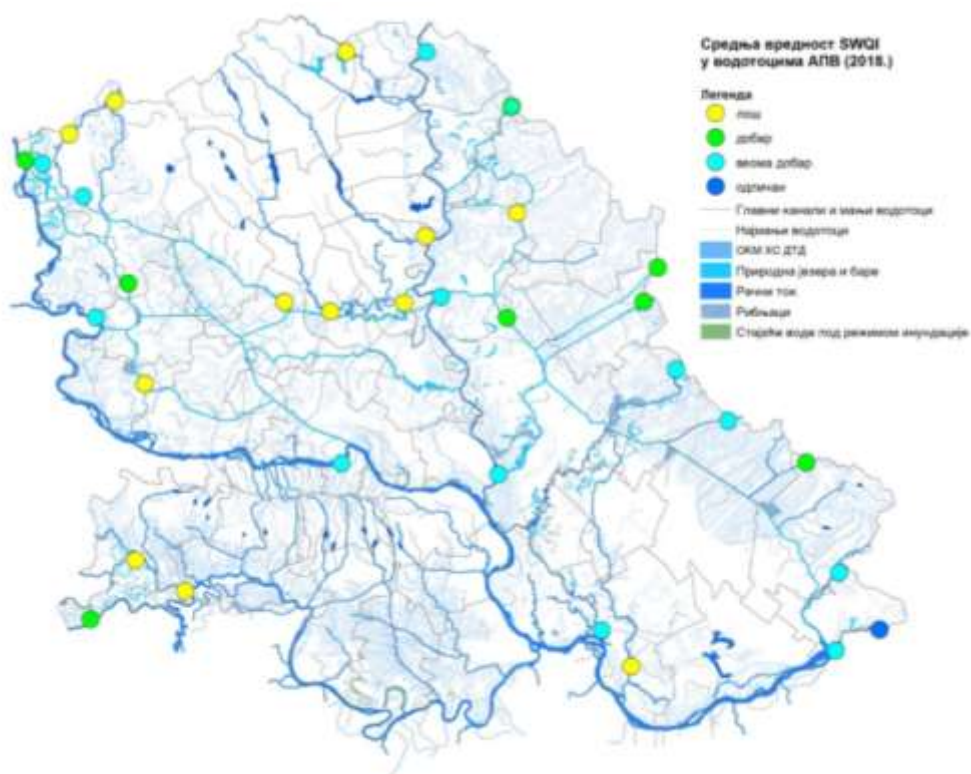 Средња вредност SWQI
у водотоцима АПВ (2018.)
Легенда
лош
добар
веома добар
одличан
Главни канали и мањи водотоци
Најмањи водотоци
ОКМ ХС ДТД
Природна језера и баре
Речни ток
Рибњаци
Стајаће воде под режимом инундације